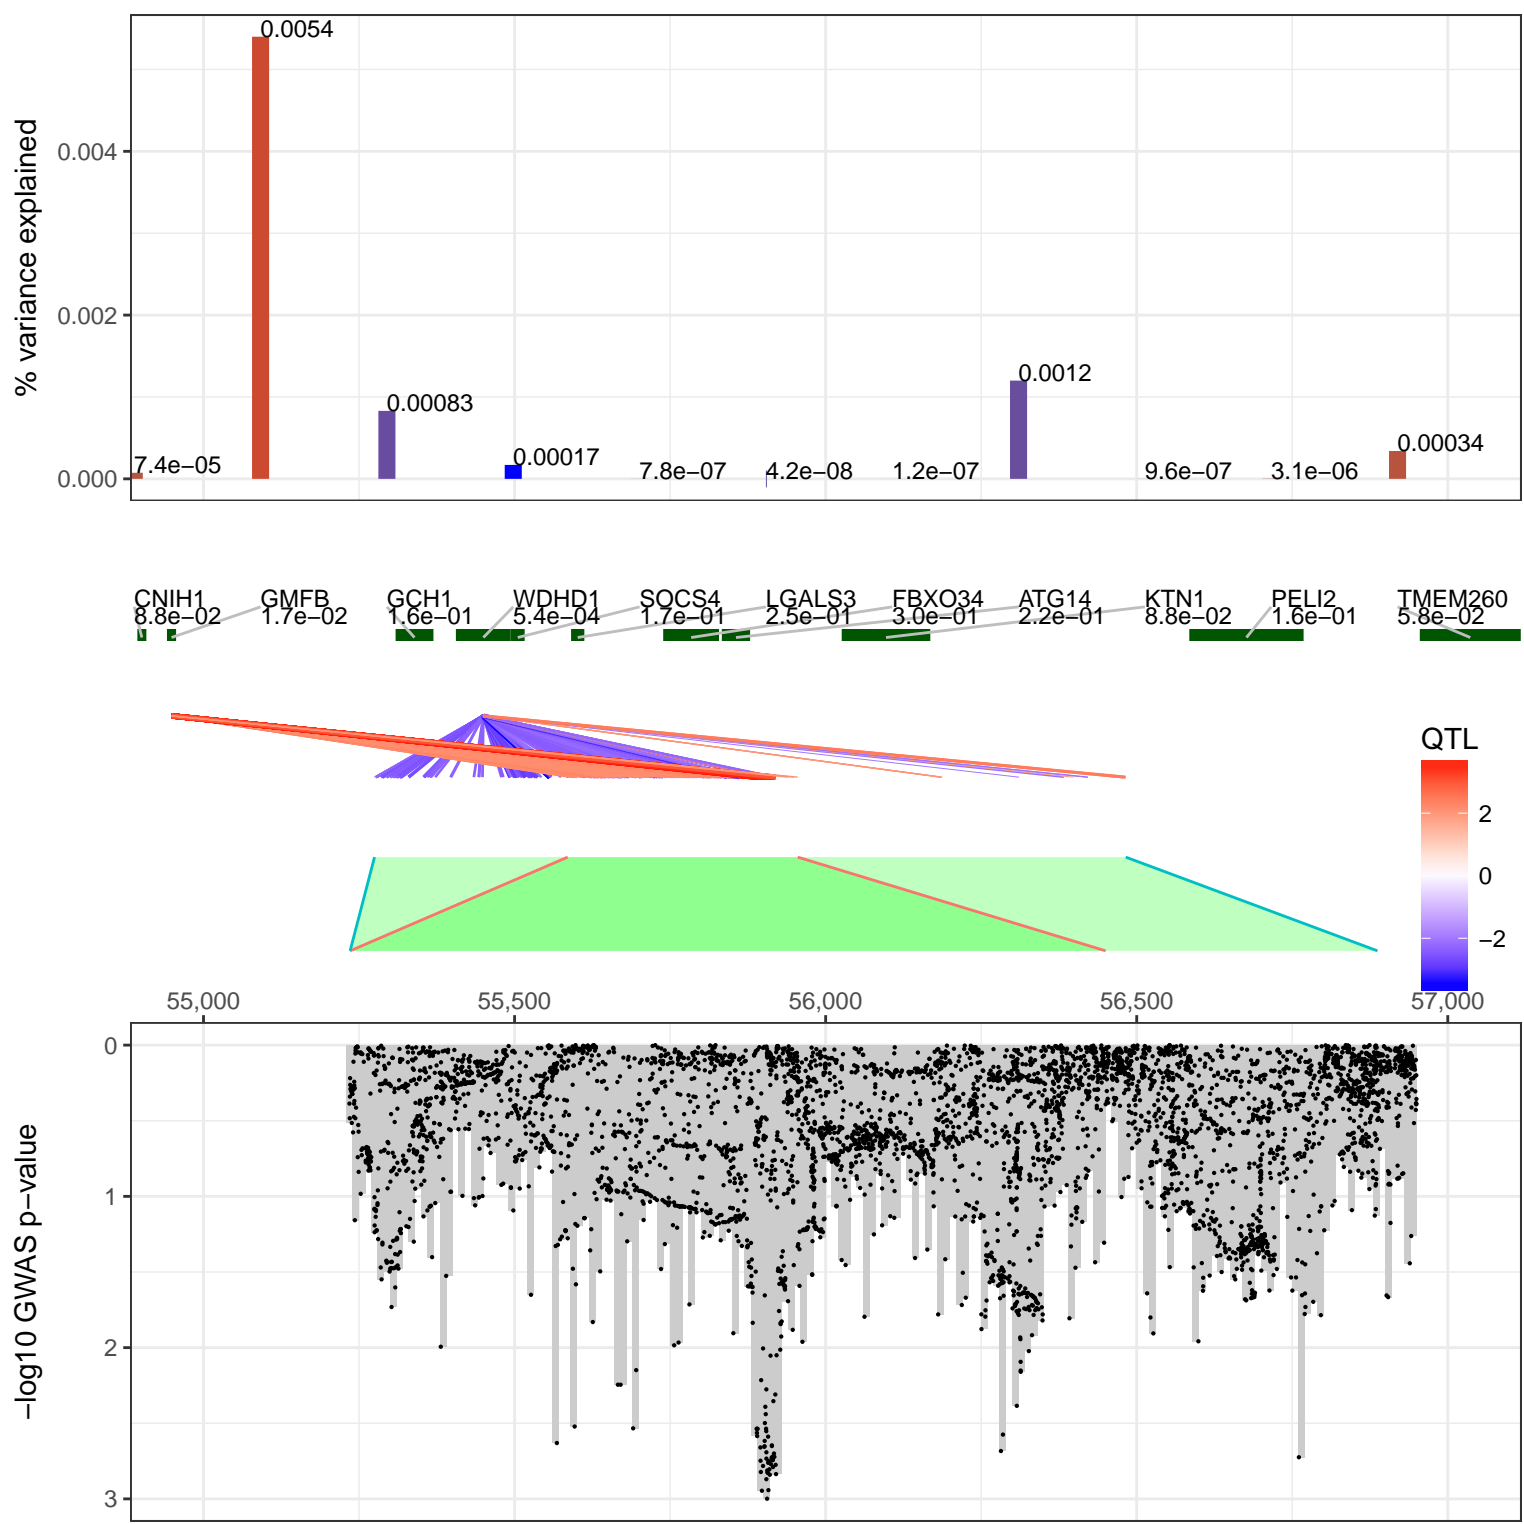 % variance explained
0.004
0.002
0.000
0.0054
0.0012
0.00083
0.00034
0.00017
7.4e−05
7.8e−07
4.2e−08
1.2e−07
9.6e−07
3.1e−06
CNIH1 GMFB GCH1 WDHD1 SOCS4 LGALS3 FBXO34 ATG14 KTN1 PELI2 TMEM260
8.8e−02 1.7e−02 1.6e−01 5.4e−04 1.7e−01 2.5e−01 3.0e−01 2.2e−01 8.8e−02 1.6e−01 5.8e−02
QTL
2
0
−2
55,000 55,500 56,000 56,500 57,000
−log10 GWAS p−value
0
1
2
3